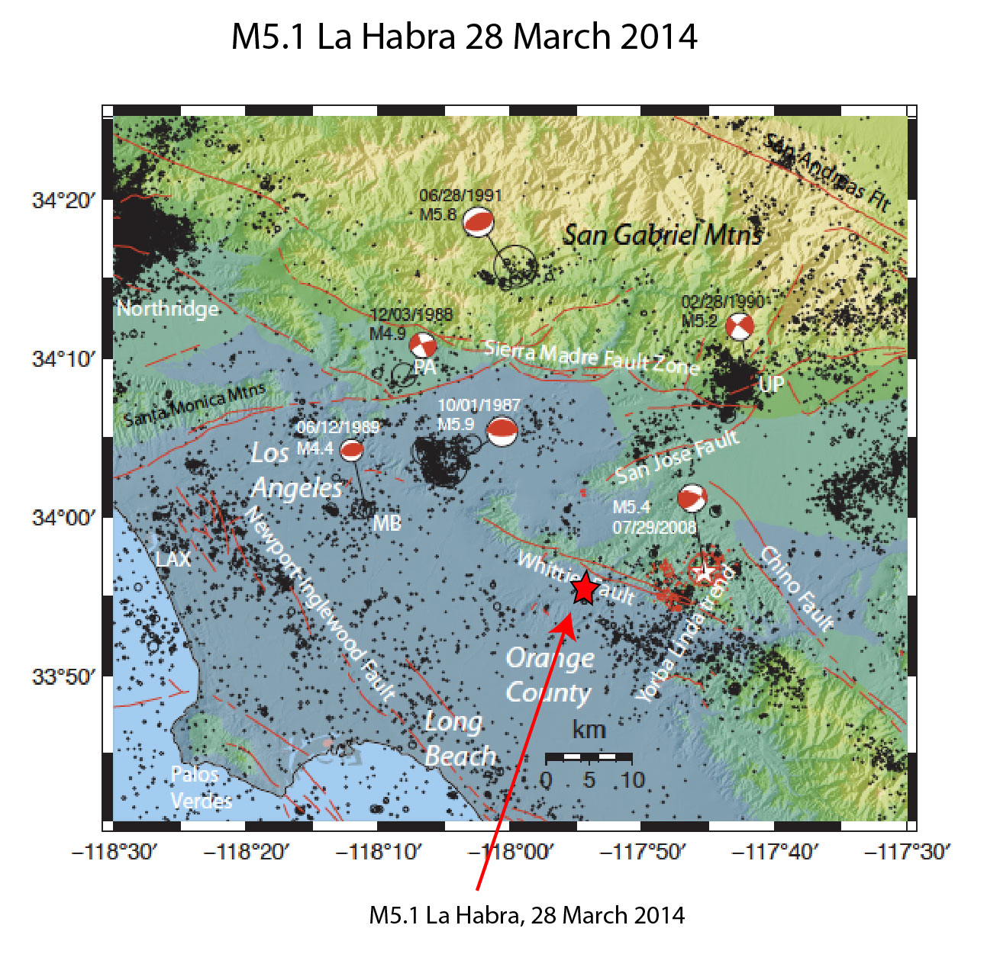 M5.1 La Habra 28 March 2014
34°20′
34°10′
34°00′
33°50′
San Andreas Flt
06/28/1991
M5.8
San Gabriel Mtns
Northridge
12/03/1988
M4.9
02/28/1990
M5.2
Sierra Madre Fault Zone
PA
UP
Santa Monica Mtns
10/01/1987
M5.9
06/12/1989
M4.4
Los
Angeles
San Jose Fault
MB
M5.4
07/29/2008
LAX
Newport-Inglewood Fault
Whittier Fault
Chino Fault
Yorba Linda trend
Orange
County
Long
Beach
km
0 5 10
Palos
Verdes
−118°30′ −118°20′ −118°10′ −118°00′ −117°50′ −117°40′ −117°30′
M5.1 La Habra, 28 March 2014